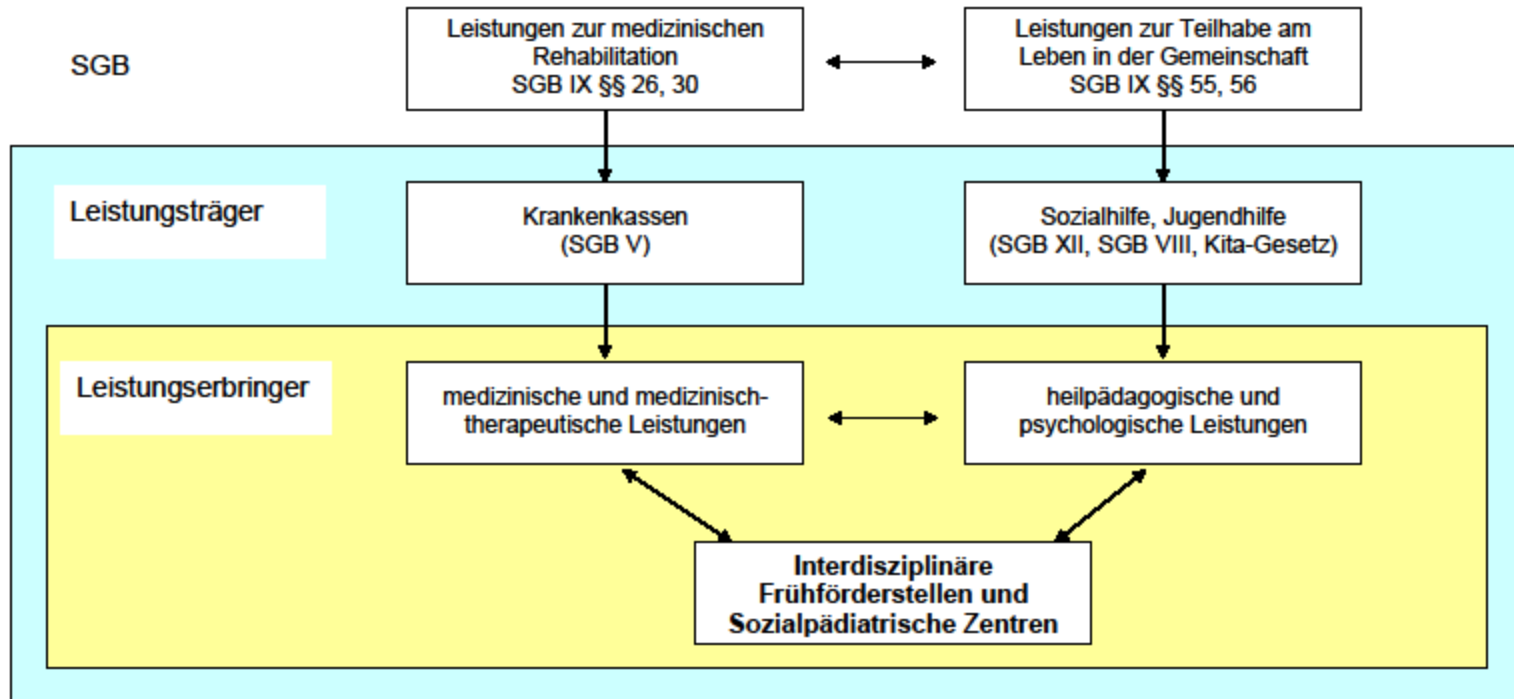 SGB
Leistungen zur medizinischen
Rehabilitation
SGB IX §§ 26, 30
Leistungen zur Teilhabe am
Leben in der Gemeinschaft
SGB IX §§ 55, 56
Leistungsträger
Krankenkassen
(SGB V)
Sozialhilfe, Jugendhilfe
(SGB XII, SGB VIII, Kita-Gesetz)
Leistungserbringer
medizinische und medizinisch-
therapeutische Leistungen
heilpädagogische und
psychologische Leistungen
Interdisziplinäre
Frühförderstellen und
Sozialpädiatrische Zentren